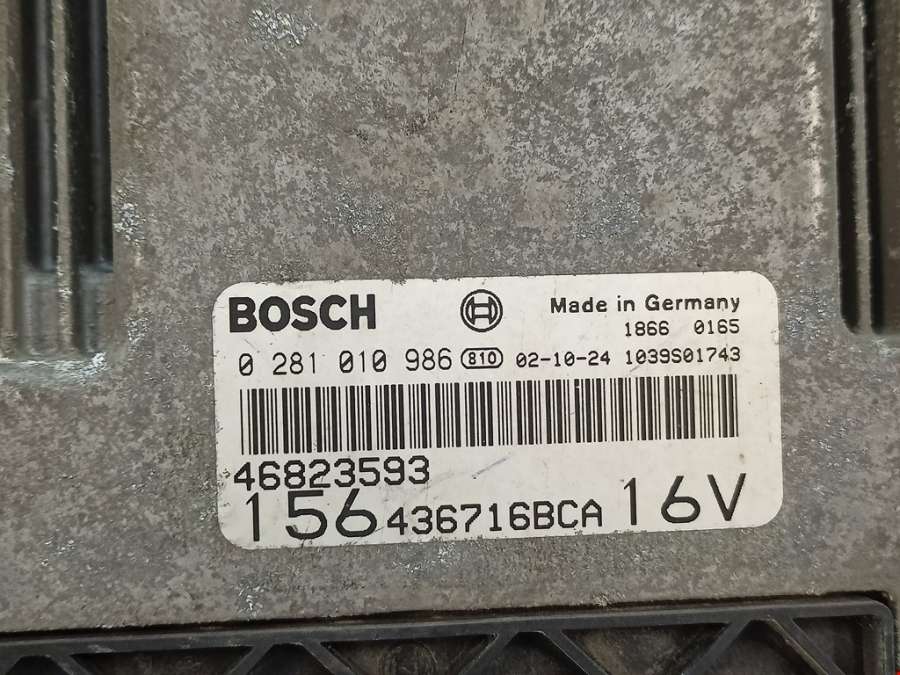 BOSCH Made in Germany
1866 0165
0 281 010 986 810 02-10-24 1039S01743
46823593
156 436716BCA 16V